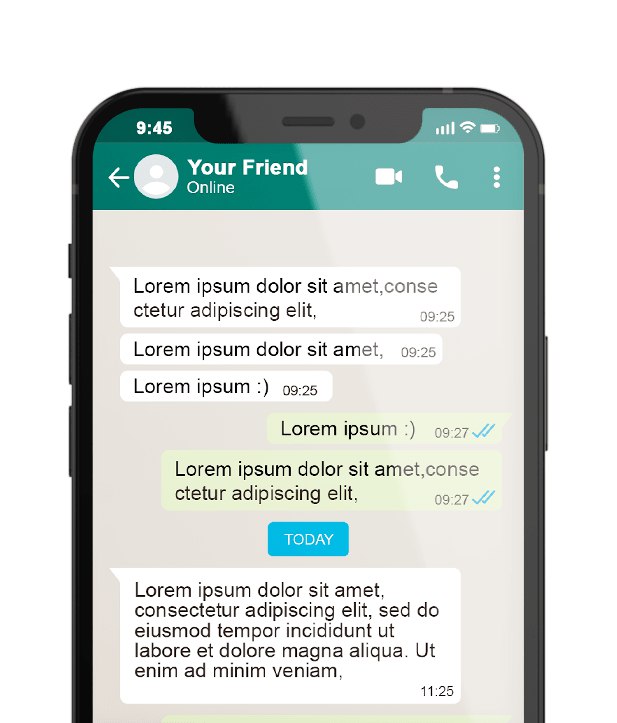 9:45
Your Friend
Online
Lorem ipsum dolor sit amet,conse
ctetur adipiscing elit,
09:25
Lorem ipsum dolor sit amet, 09:25
Lorem ipsum :) 09:25
Lorem ipsum :) 09:27
Lorem ipsum dolor sit amet,conse
ctetur adipiscing elit,
09:27
TODAY
Lorem ipsum dolor sit amet,
consectetur adipiscing elit, sed do
eiusmod tempor incididunt ut
labore et dolore magna aliqua. Ut
enim ad minim veniam,
11:25